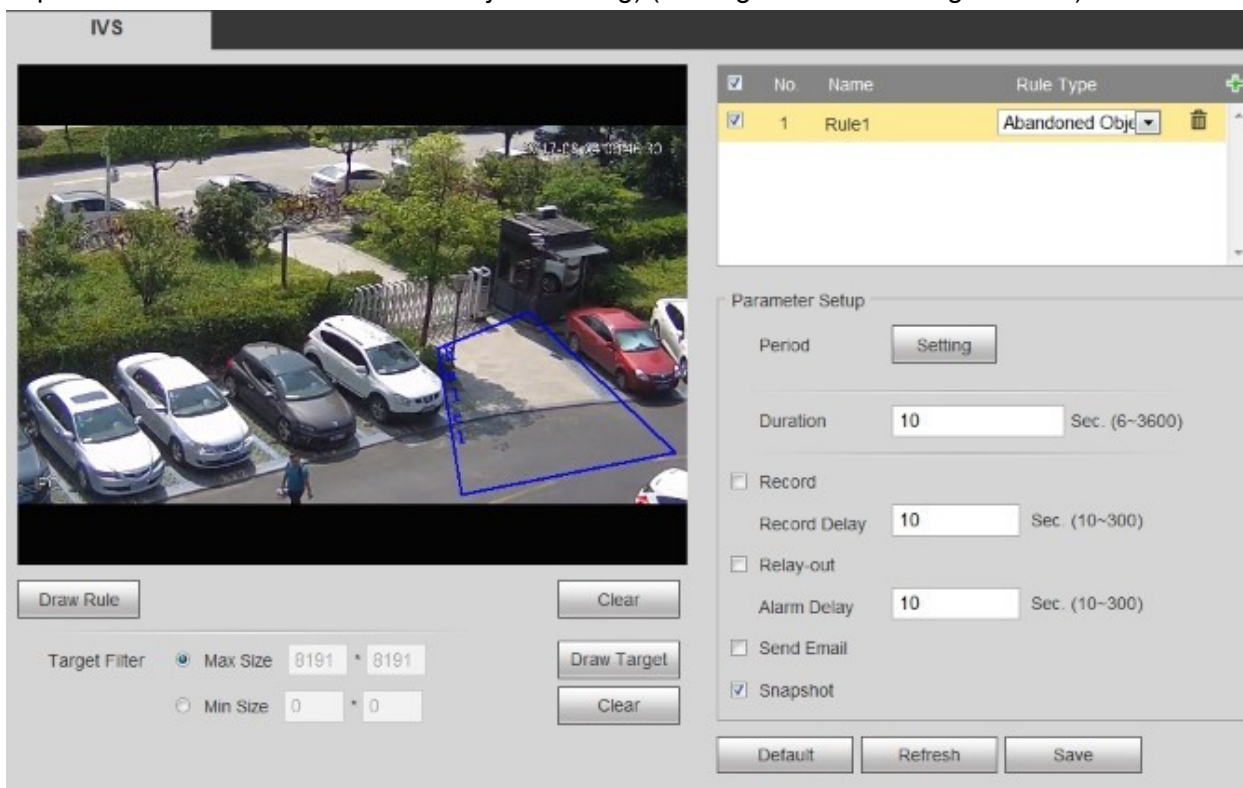 IVS
No. Name Rule Type
1 Rule1 Abandoned Obje
Parameter Setup
Period Setting
Duration 10 Sec. (6~3600)
Record
Record Delay 10 Sec. (10~300)
Relay-out
Alarm Delay 10 Sec. (10~300)
Send Email
Snapshot
Default Refresh Save
Draw Rule Clear
Target Filter Max Size 8191 * 8191 Draw Target
Min Size 0 * 0 Clear